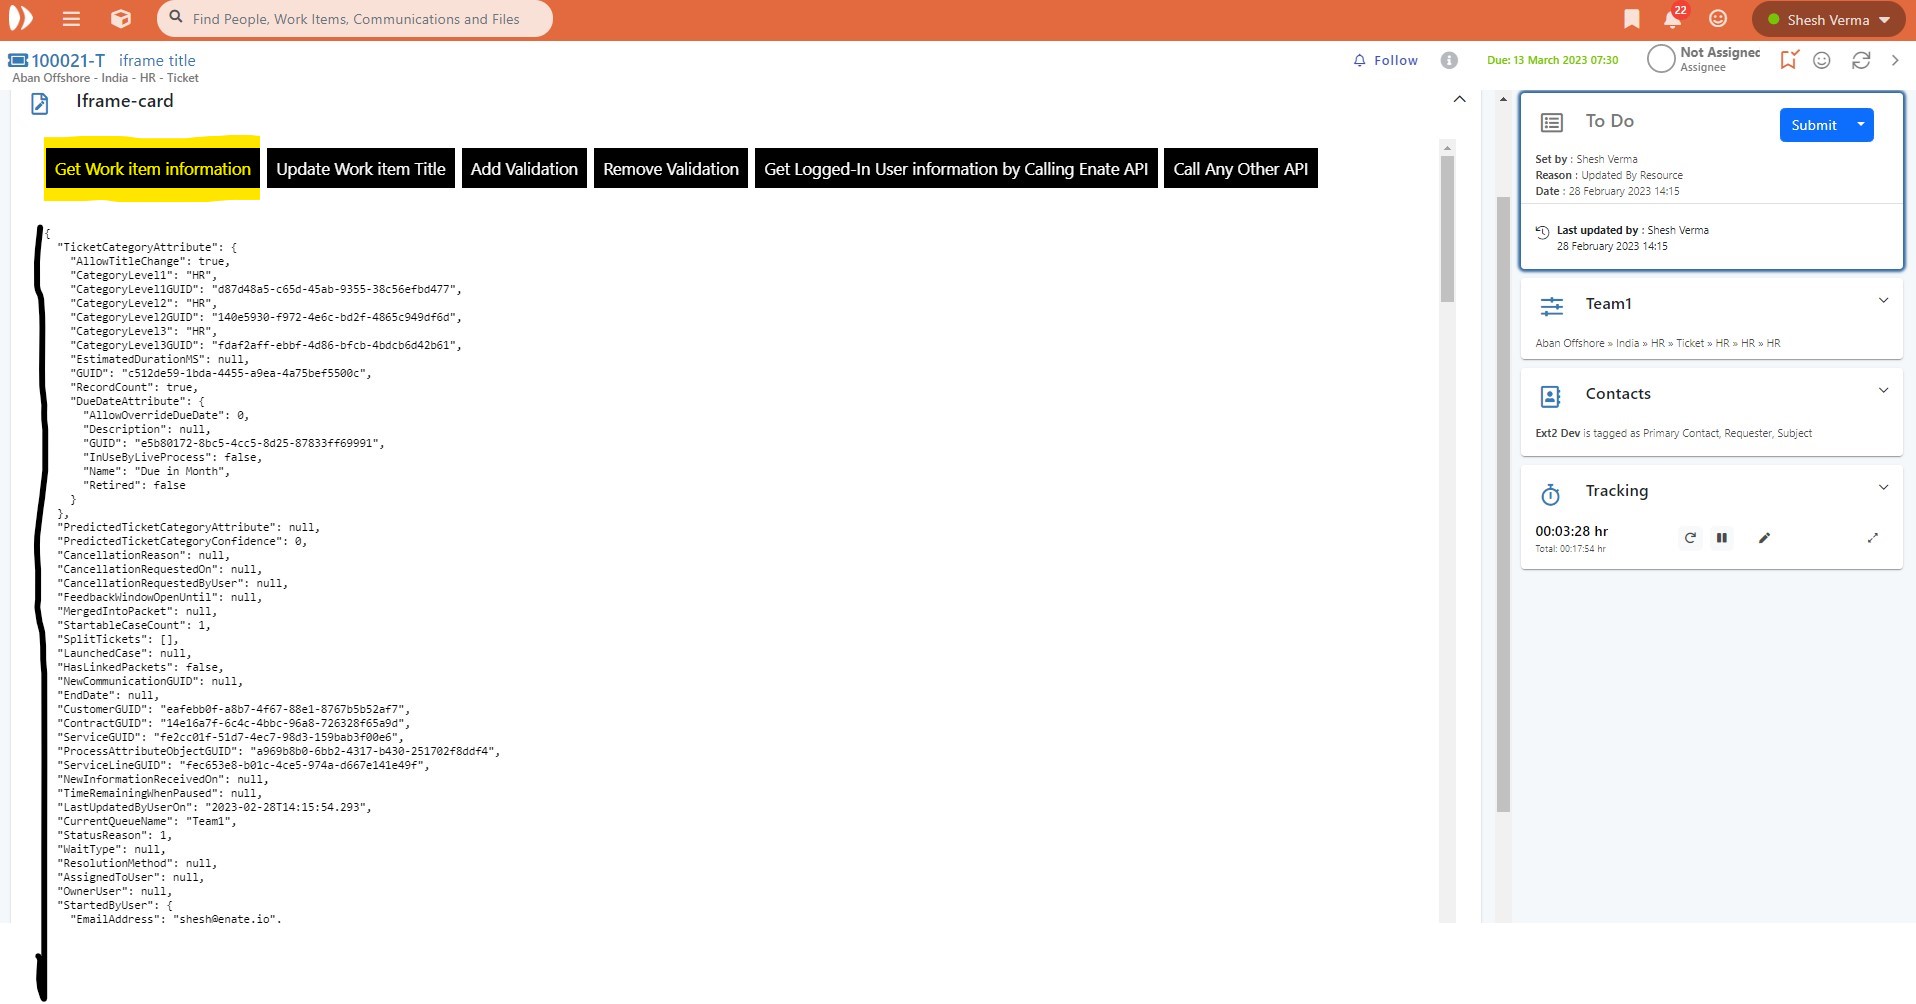 Find People, Work Items, Communications and Files
22
Shesh Verma
100021-T iframe title
Aban Offshore - India - HR - Ticket
Follow
Due: 13 March 2023 07:30
Not Assignec
Assignee
Iframe-card
Get Work item information
Update Work item Title
Add Validation
Remove Validation
Get Logged-In User information by Calling Enate API
Call Any Other API
{
"TicketCategoryAttribute": {
"AllowTitleChange": true,
"CategoryLevel1": "HR",
"CategoryLevel1GUID": "d87d48a5-c65d-45ab-9355-38c56efbd477",
"CategoryLevel2": "HR",
"CategoryLevel2GUID": "140e5930-f972-4e6c-bd2f-4865c949df6d",
"CategoryLevel3": "HR",
"CategoryLevel3GUID": "fdaf2aff-ebbf-4d86-bfcb-4bdcb6d42b61",
"EstimatedDurationMS": null,
"GUID": "c512de59-1bda-4455-a9ea-4a75bef5500c",
"RecordCount": true,
"DueDateAttribute": {
"AllowOverrideDueDate": 0,
"Description": null,
"GUID": "e5b80172-8bc5-4cc5-8d25-87833ff69991",
"InUseByLiveProcess": false,
"Name": "Due in Month",
"Retired": false
}
},
"PredictedTicketCategoryAttribute": null,
"PredictedTicketCategoryConfidence": 0,
"CancellationReason": null,
"CancellationRequestedOn": null,
"CancellationRequestedByUser": null,
"FeedbackWindowOpenUntil": null,
"MergedIntoPacket": null,
"StartableCaseCount": 1,
"SplitTickets": [],
"LaunchedCase": null,
"HasLinkedPackets": false,
"NewCommunicationGUID": null,
"EndDate": null,
"CustomerGUID": "eafebb0f-a8b7-4f67-88e1-8767b5b52af7",
"ContractGUID": "14e16a7f-6c4c-4bbc-96a8-726328f65a9d",
"ServiceGUID": "fe2cc01f-51d7-4ec7-98d3-159bab3f00e6",
"ProcessAttributeObjectGUID": "a969b8b0-6bb2-4317-b430-251702f8ddf4",
"ServiceLineGUID": "fec653e8-b01c-4ce5-974a-d667e141e49f",
"NewInformationReceivedOn": null,
"TimeRemainingWhenPaused": null,
"LastUpdatedByUserOn": "2023-02-28T14:15:54.293",
"CurrentQueueName": "Team1",
"StatusReason": 1,
"WaitType": null,
"ResolutionMethod": null,
"AssignedToUser": null,
"OwnerUser": null,
"StartedByUser": {
"EmailAddress": "shesh@enate.io",
To Do
Submit
Set by : Shesh Verma
Reason : Updated By Resource
Date : 28 February 2023 14:15
Last updated by : Shesh Verma
28 February 2023 14:15
Team1
Aban Offshore » India » HR » Ticket » HR » HR » HR
Contacts
Ext2 Dev is tagged as Primary Contact, Requester, Subject
Tracking
00:03:28 hr
Total: 00:17:54 hr